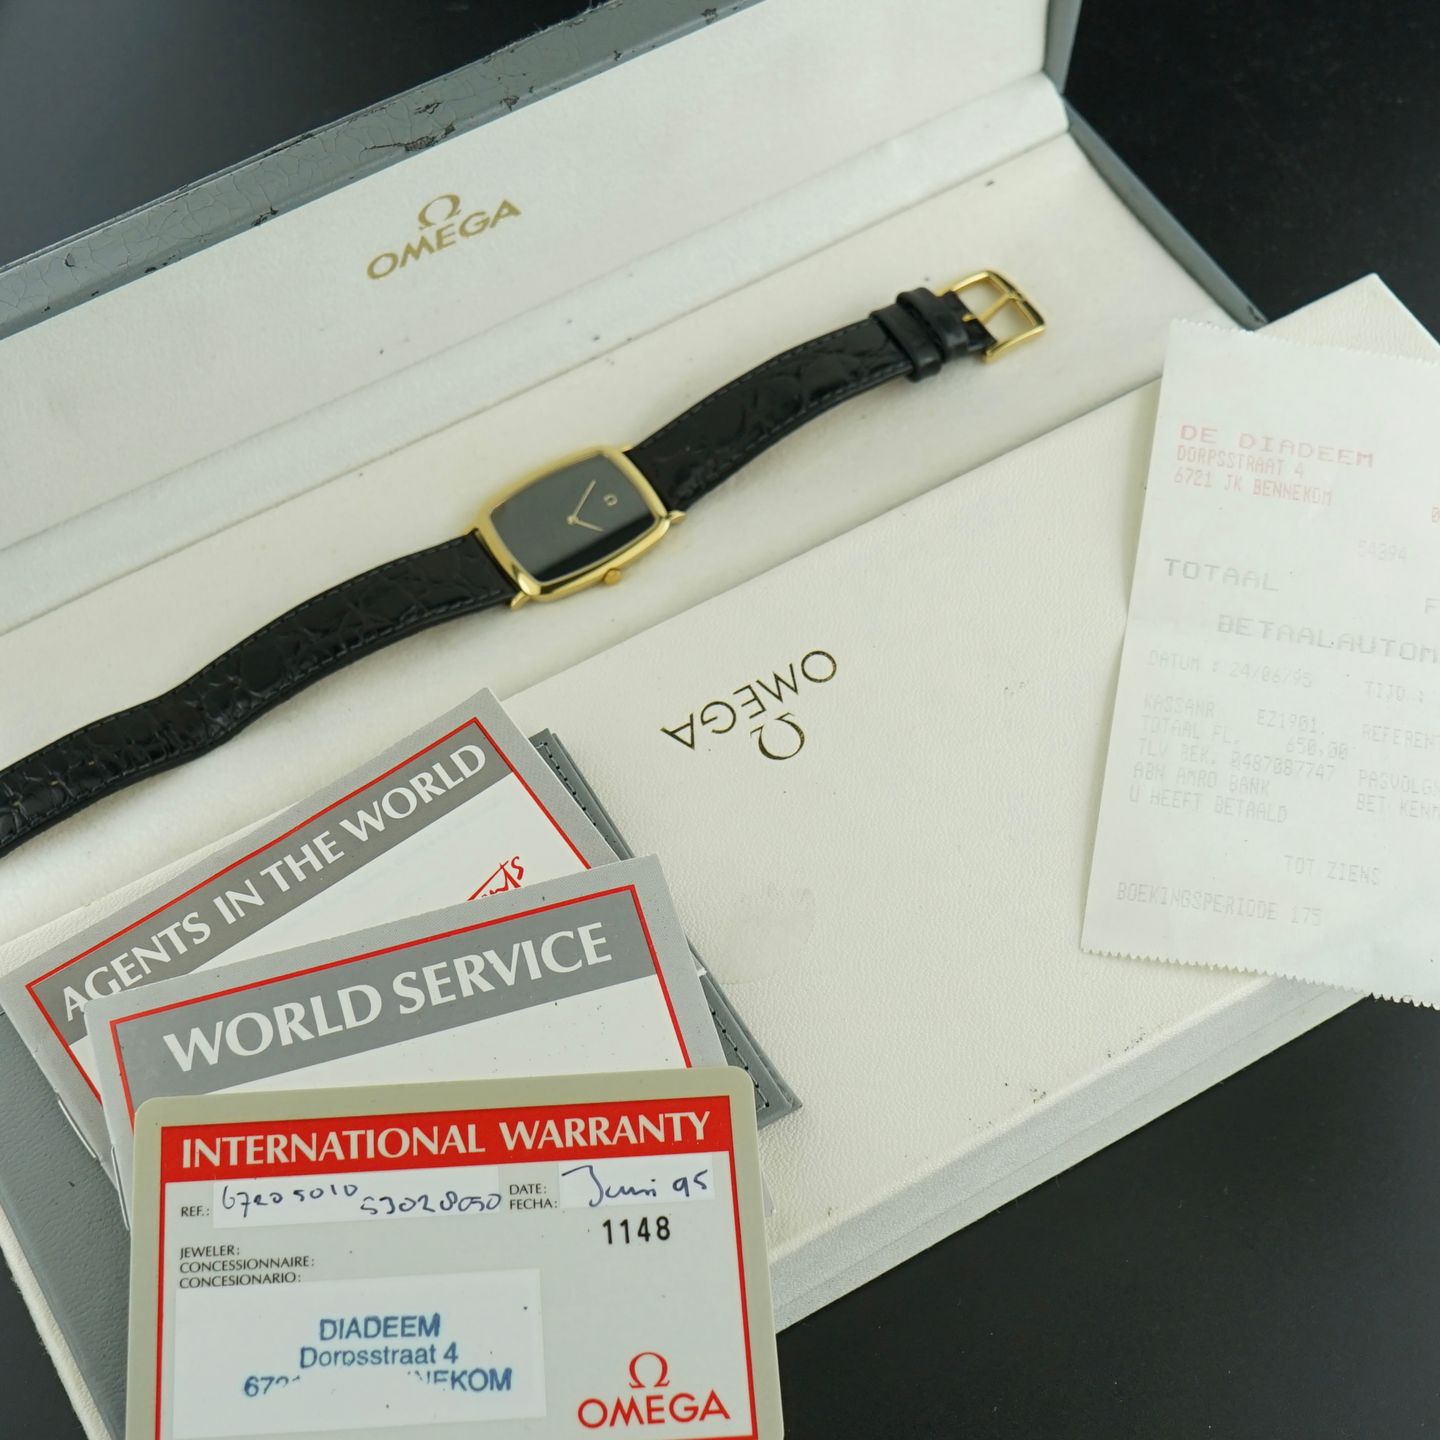 Ω
OMEGA
DE DIADEEM
DORPSSTRAAT 4
6721 JK BENNEKOM
54394
TOTAAL F
BETAALAUTOM
DATUM : 24/06/95 TIJD :
KASSANR. EZ1901. REFERENT
TOTAAL FL. 650,00
TLV REK. 0487087747 PASVOLGN
ABN AMRO BANK BET KENM
U HEEFT BETAALD
TOT ZIENS
BOEKINGSPERIODE 175
Ω
OMEGA
AGENTS IN THE WORLD
WORLD SERVICE
INTERNATIONAL WARRANTY
REF.: 67205010 53028050 DATE: Juni 95
FECHA:
1148
JEWELER:
CONCESSIONNAIRE:
CONCESIONARIO:
DIADEEM
Dorpsstraat 4
Ω
OMEGA